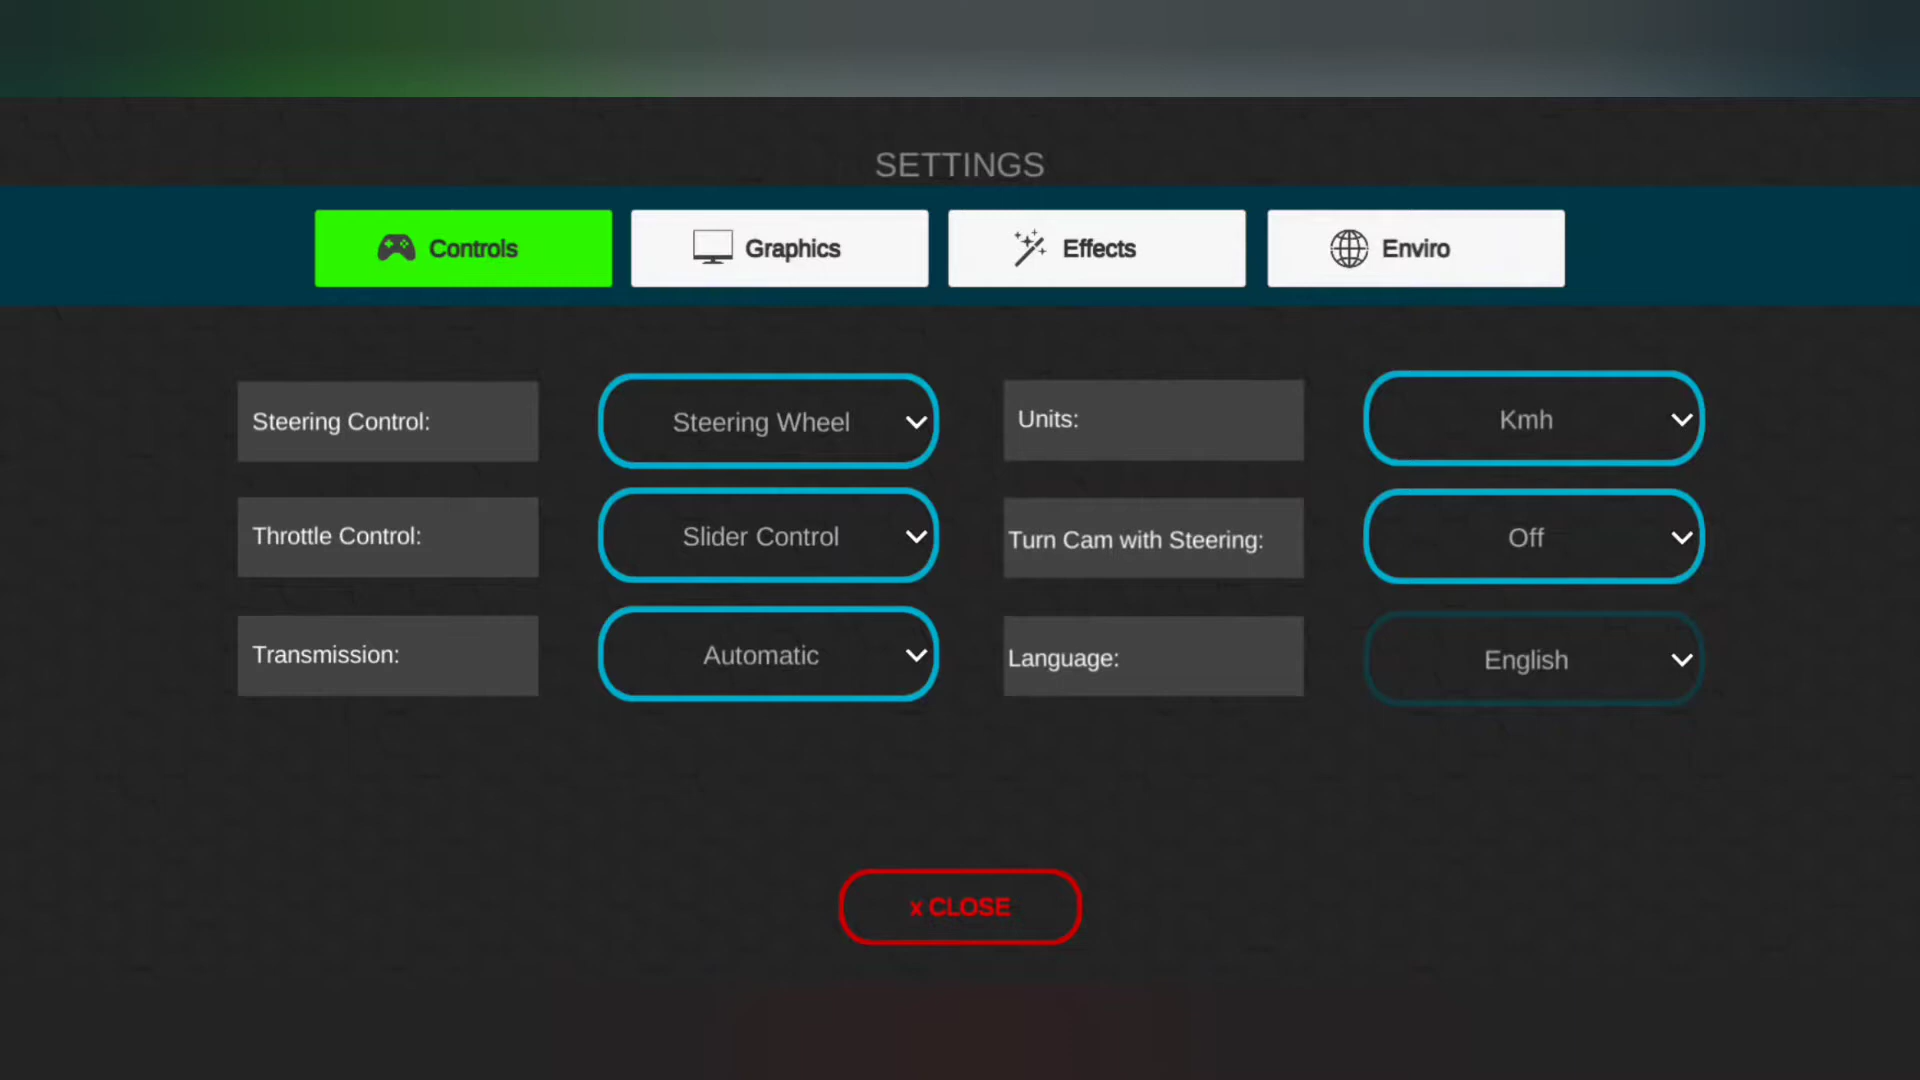 SETTINGS
Controls
Graphics
Effects
Enviro
Steering Control:
Steering Wheel
Units:
Kmh
Throttle Control:
Slider Control
Turn Cam with Steering:
Off
Transmission:
Automatic
Language:
English
x CLOSE